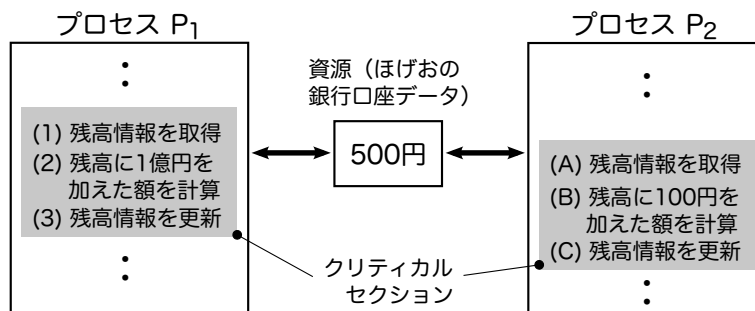 プロセス P1
︰
(1) 残高情報を取得
(2) 残高に1億円を
加えた額を計算
(3) 残高情報を更新
︰
資源（ほげおの
銀行口座データ）
500円
クリティカル
セクション
プロセス P2
︰
(A) 残高情報を取得
(B) 残高に100円を
加えた額を計算
(C) 残高情報を更新
︰